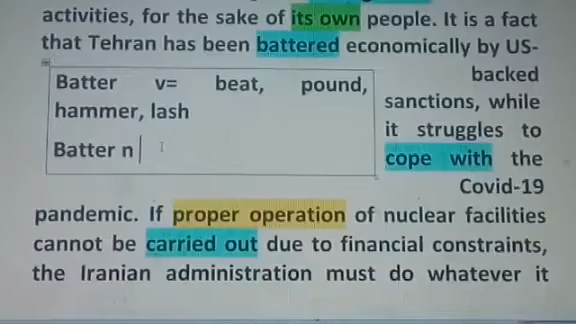 activities, for the sake of its own people. It is a fact
that Tehran has been battered economically by US-
backed
Batter v= beat, pound,
hammer, lash
Batter n
sanctions, while
it struggles to
cope with the
Covid-19
pandemic. If proper operation of nuclear facilities
cannot be carried out due to financial constraints,
the Iranian administration must do whatever it